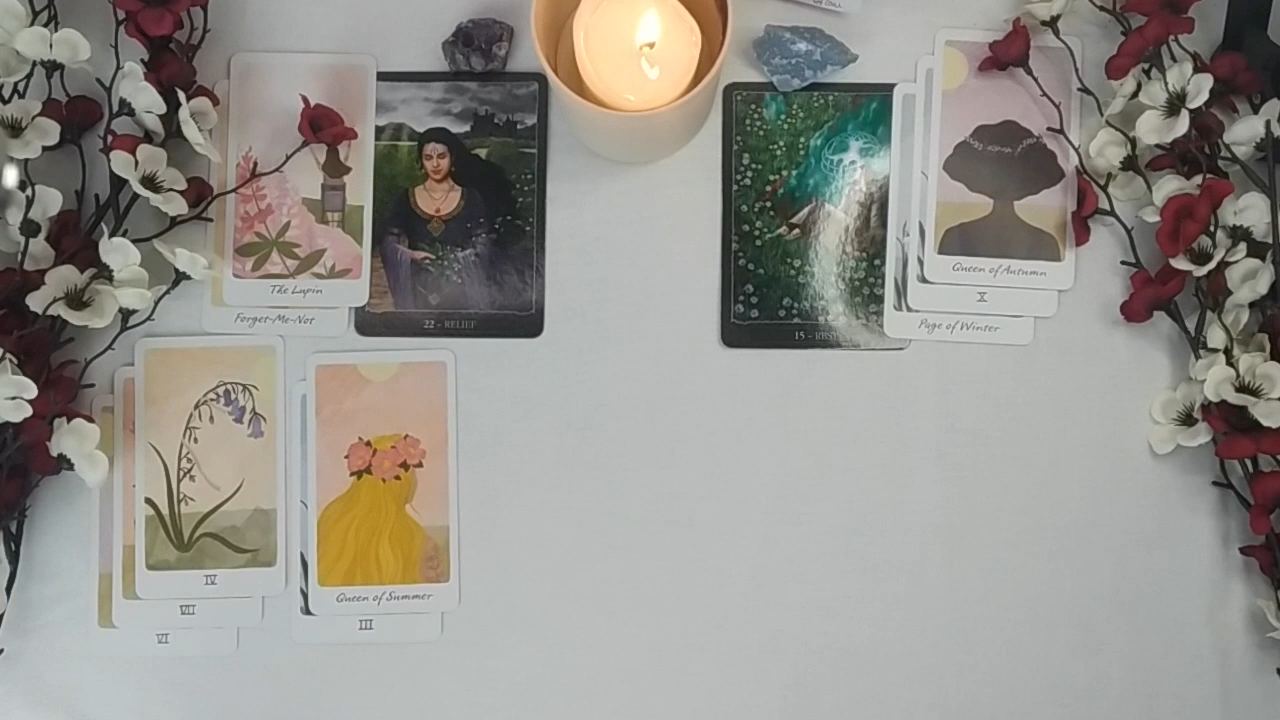 The Lupin
Forget-Me-Not
22 - RELIEF
15 -
Queen of Autumn
X
Page of Winter
IV
VII
VI
Queen of Summer
III